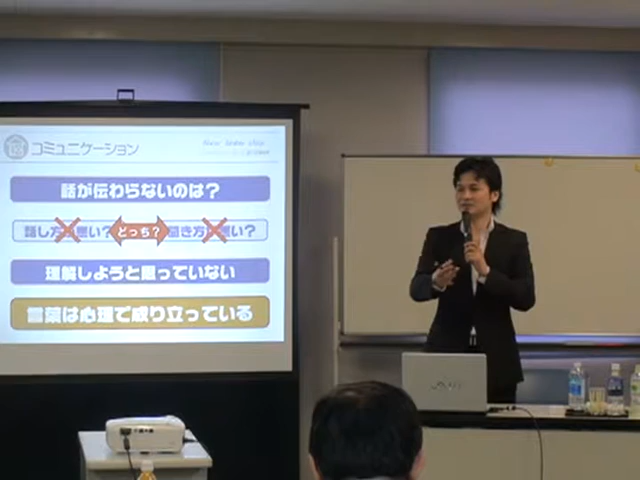 コミュニケーション
話が伝わらないのは？
話し方 悪い？ どっち？ 聞き方 悪い？
理解しようと思っていない
言葉は心理で成り立っている
VAIO